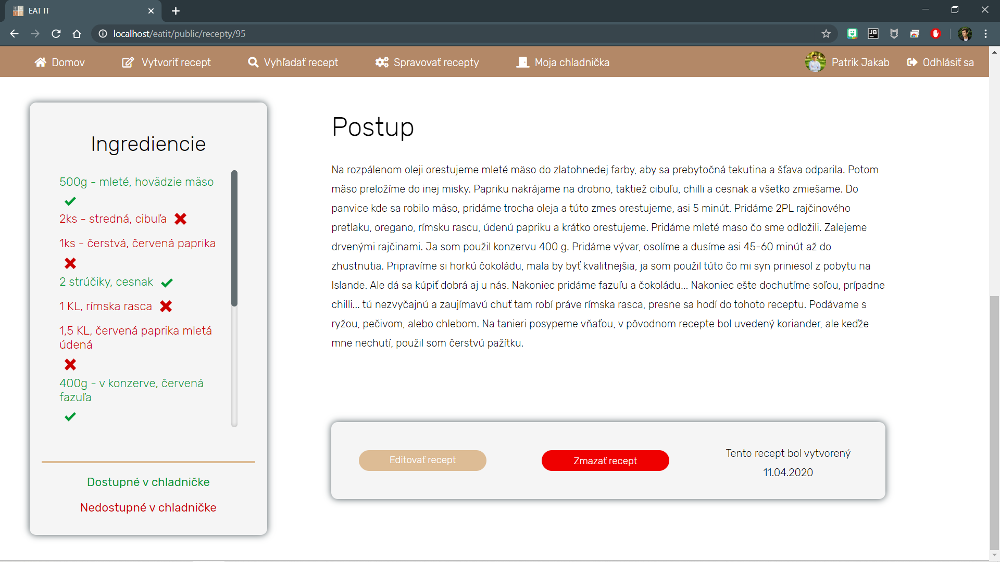 EAT IT
localhost/eatit/public/recepty/95
JB
Domov
Vytvoriť recept
Vyhľadať recept
Spravovať recepty
Moja chladnička
Patrik Jakab
Odhlásiť sa
Ingrediencie
500g - mleté, hovädzie mäso
2ks - stredná, cibuľa
1ks - čerstvá, červená paprika
2 strúčiky, cesnak
1 KL, rímska rasca
1,5 KL, červená paprika mletá
údená
400g - v konzerve, červená
fazuľa
Dostupné v chladničke
Nedostupné v chladničke
Postup
Na rozpálenom oleji orestujeme mleté mäso do zlatohnedej farby, aby sa prebytočná tekutina a šťava odparila. Potom
mäso preložíme do inej misky. Papriku nakrájame na drobno, taktiež cibuľu, chilli a cesnak a všetko zmiešame. Do
panvice kde sa robilo mäso, pridáme trocha oleja a túto zmes orestujeme, asi 5 minút. Pridáme 2PL rajčinového
pretlaku, oregano, rímsku rascu, údenú papriku a krátko orestujeme. Pridáme mleté mäso čo sme odložili. Zalejeme
drvenými rajčinami. Ja som použil konzervu 400 g. Pridáme vývar, osolíme a dusíme asi 45-60 minút až do
zhustnutia. Pripravíme si horkú čokoládu, mala by byť kvalitnejšia, ja som použil túto čo mi syn priniesol z pobytu na
Islande. Ale dá sa kúpiť dobrá aj u nás. Nakoniec pridáme fazuľu a čokoládu... Nakoniec ešte dochutíme soľou, prípadne
chilli... tú nezvyčajnú a zaujímavú chuť tam robí práve rímska rasca, presne sa hodí do tohoto receptu. Podávame s
ryžou, pečivom, alebo chlebom. Na tanieri posypeme vňaťou, v pôvodnom recepte bol uvedený koriander, ale keďže
mne nechutí, použil som čerstvú pažítku.
Editovať recept
Zmazať recept
Tento recept bol vytvorený
11.04.2020